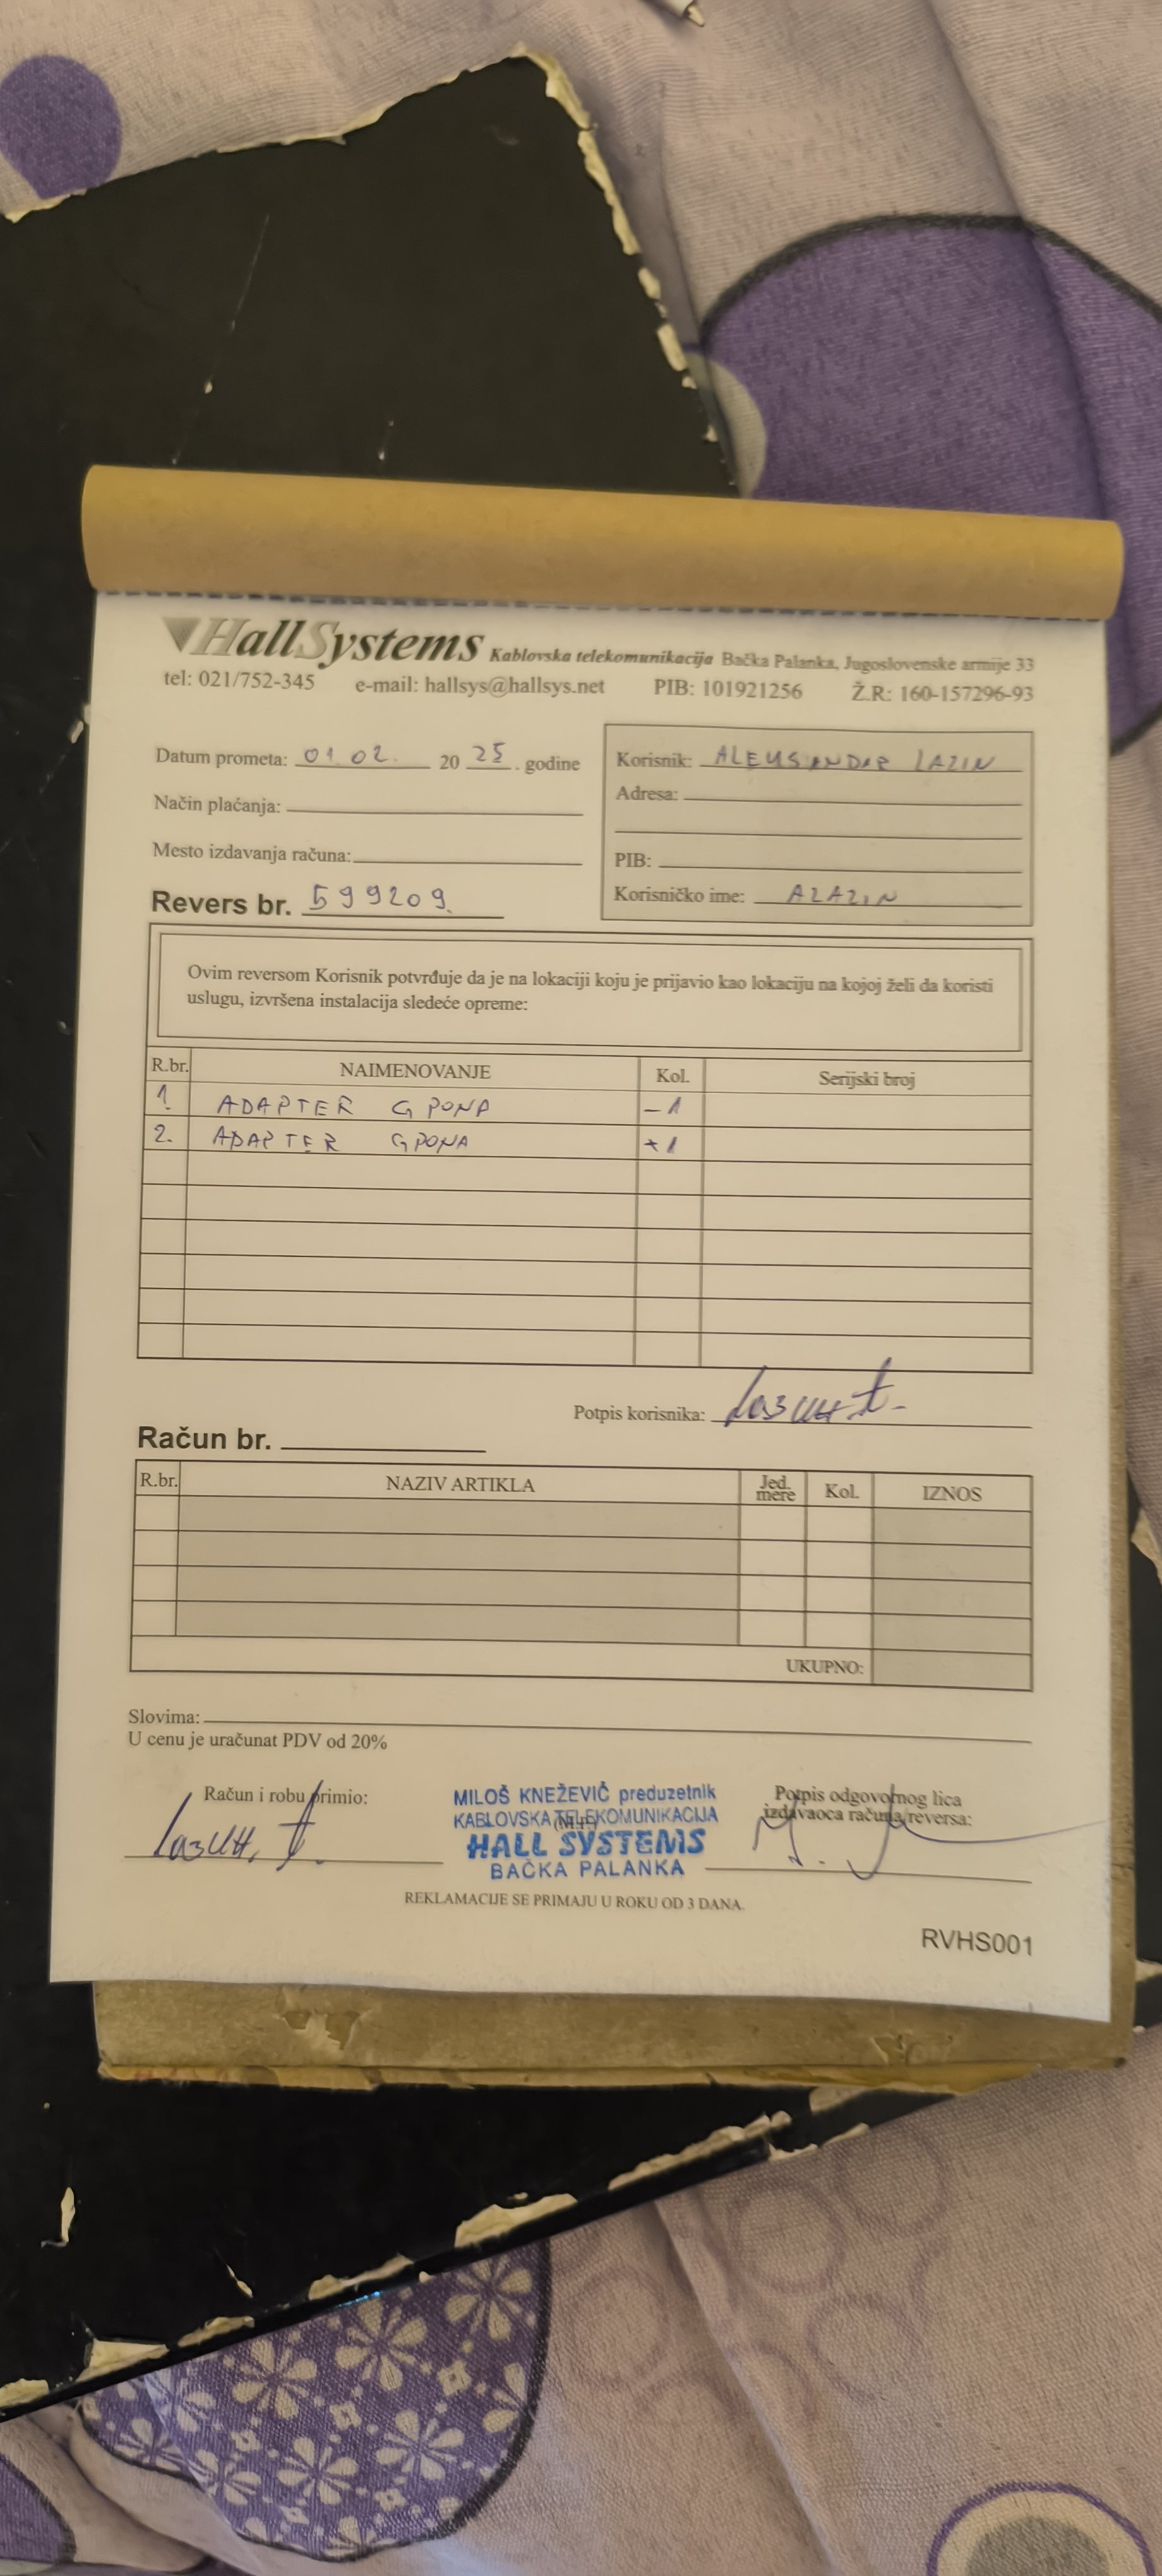 HallSystems Kablovska telekomunikacija Bačka Palanka, Jugoslovenske armije 33
tel: 021/752-345 e-mail: hallsys@hallsys.net PIB: 101921256 Ž.R: 160-157296-93
Datum prometa: 01.02. 20 25. godine
Način plaćanja:
Mesto izdavanja računa:
Revers br. 599209.
Korisnik: ALEKSANDAR LAZIN
Adresa:
PIB:
Korisničko ime: ALAZIN
Ovim reversom Korisnik potvrđuje da je na lokaciji koju je prijavio kao lokaciju na kojoj želi da koristi
uslugu, izvršena instalacija sledeće opreme:
R.br. NAIMENOVANJE Kol. Serijski broj
1. ADAPTER G PONA -1
2. ADAPTER GPONA +1
Potpis korisnika: Лазин А.
Račun br.
R.br. NAZIV ARTIKLA Jed. mere Kol. IZNOS
UKUPNO:
Slovima:
U cenu je uračunat PDV od 20%
Račun i robu primio:
Лазин А.
MILOŠ KNEŽEVIĆ preduzetnik
KABLOVSKA TELEKOMUNIKACIJA
(M.P.)
HALL SYSTEMS
BAČKA PALANKA
Potpis odgovornog lica
izdavaoca računa/reversa:
REKLAMACIJE SE PRIMAJU U ROKU OD 3 DANA.
RVHS001